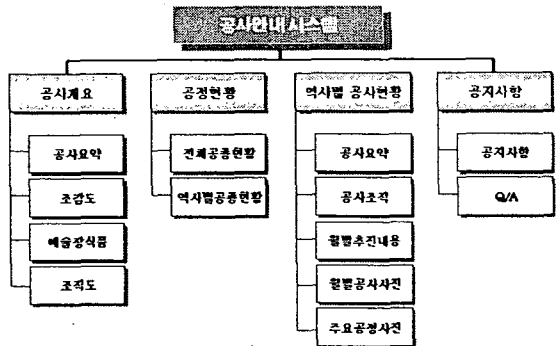 공사안내 시스템
공사개요
공사요약
조감도
예술장식품
조직도
공정현황
전체공종현황
역사별공종현황
역사별 공사현황
공사요약
공사조직
월별추진내용
월별공사사진
주요공정사진
공지사항
공지사항
Q/A